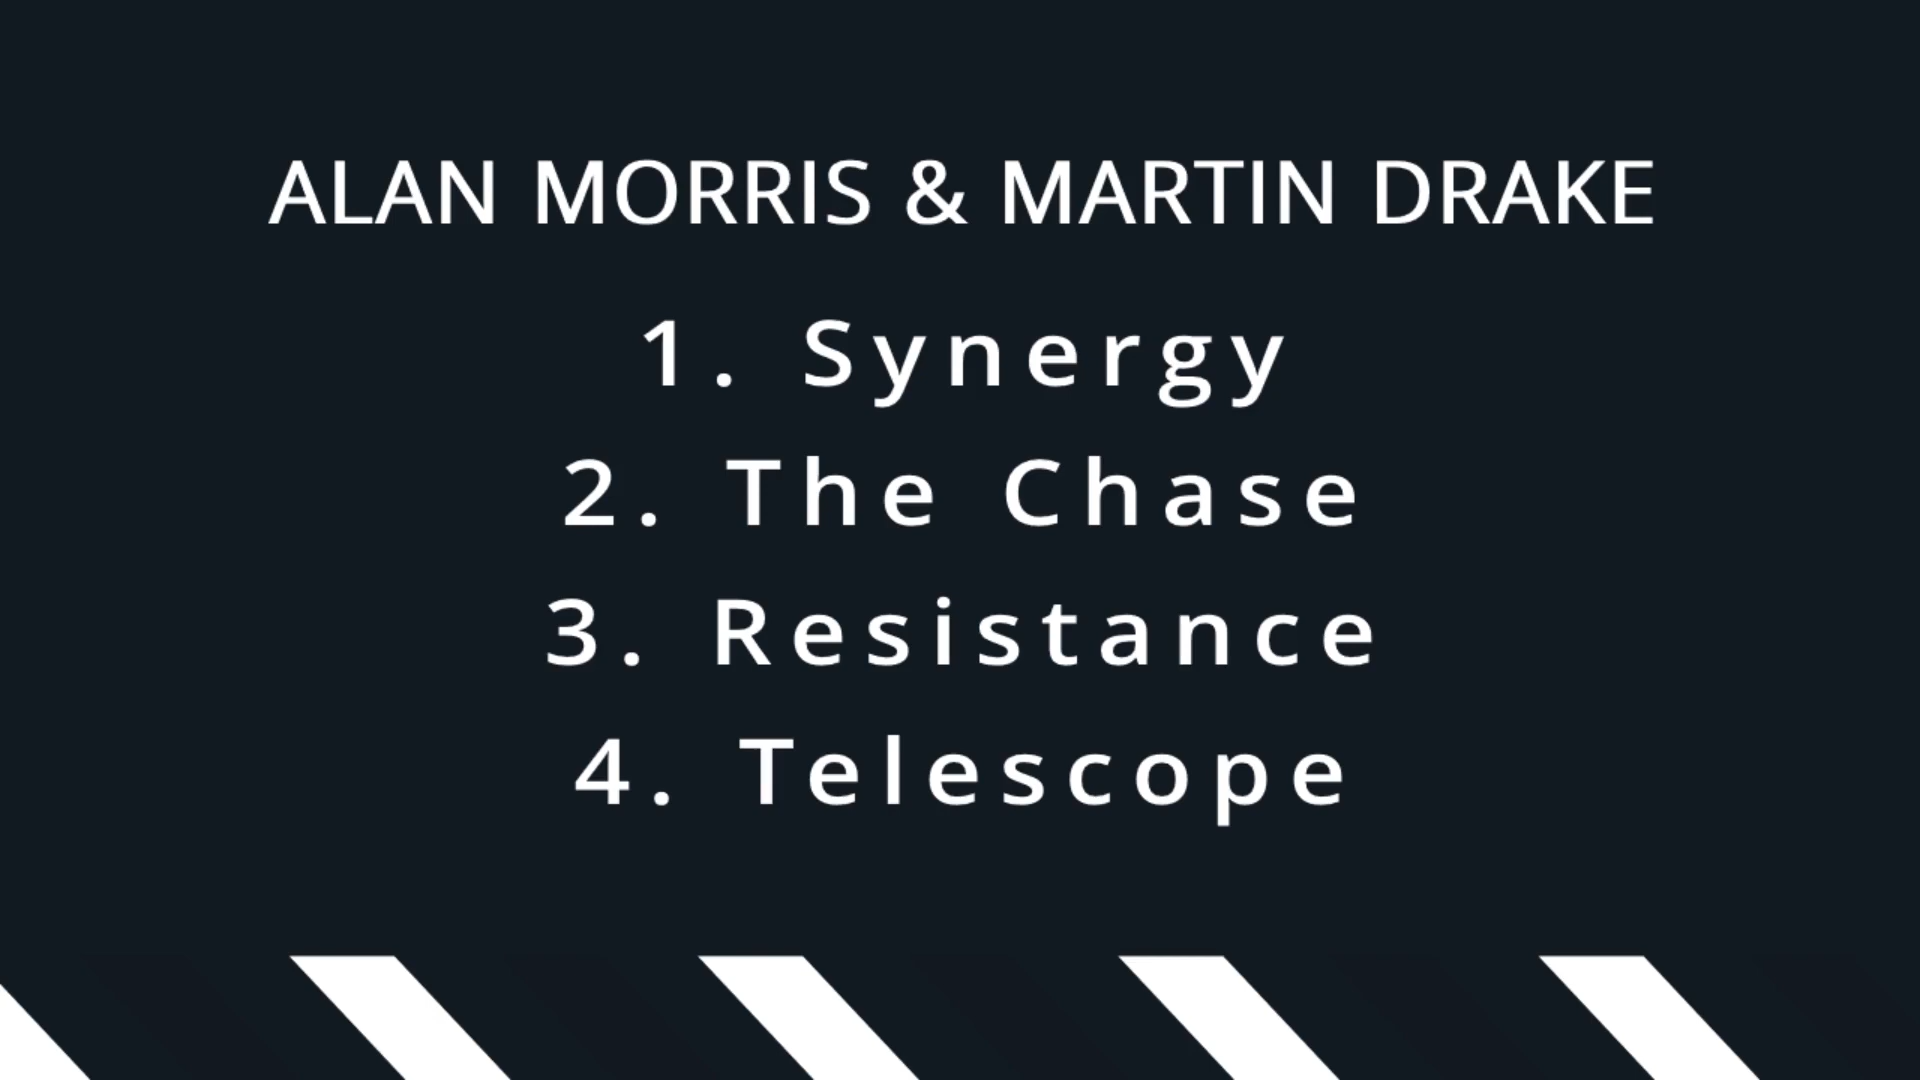 ALAN MORRIS & MARTIN DRAKE
1. Synergy
2. The Chase
3. Resistance
4. Telescope